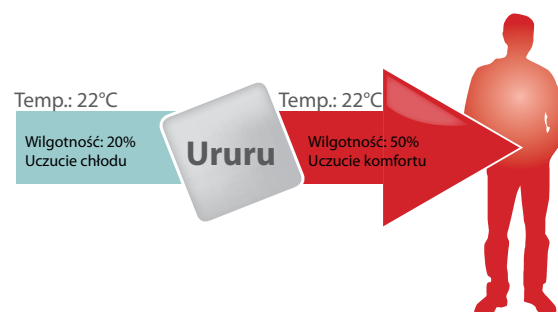 Temp.: 22°C
Wilgotność: 20%
Uczucie chłodu
Ururu
Temp.: 22°C
Wilgotność: 50%
Uczucie komfortu